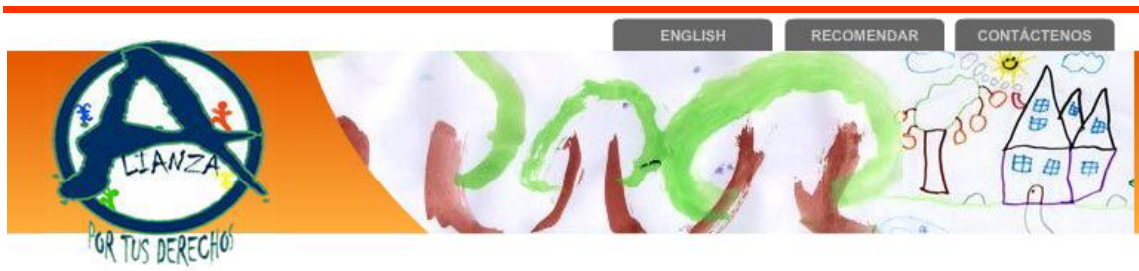 ENGLISH RECOMENDAR CONTÁCTENOS
ALIANZA
POR TUS DERECHOS